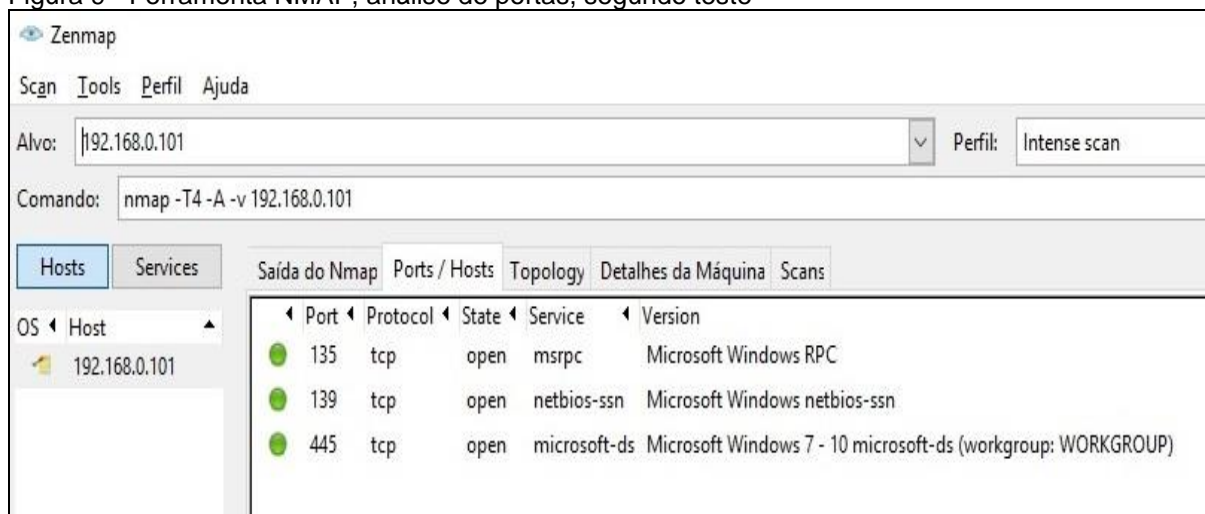 Zenmap
Scan Tools Perfil Ajuda
Alvo: 192.168.0.101 Perfil: Intense scan
Comando: nmap -T4 -A -v 192.168.0.101
Hosts Services Saída do Nmap Ports / Hosts Topology Detalhes da Máquina Scans
OS Host Port Protocol State Service Version
192.168.0.101
135 tcp open msrpc Microsoft Windows RPC
139 tcp open netbios-ssn Microsoft Windows netbios-ssn
445 tcp open microsoft-ds Microsoft Windows 7 - 10 microsoft-ds (workgroup: WORKGROUP)